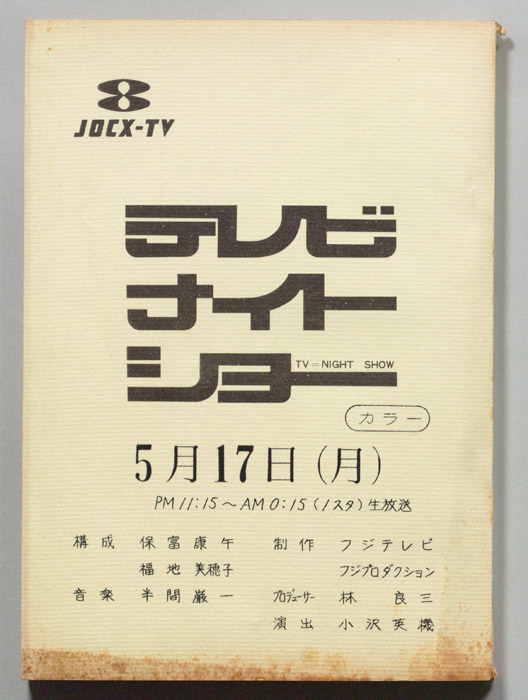 JOCX-TV
テレビ
ナイト
ショー
TV=NIGHT SHOW
カラー
5月17日(月)
PM 11:15～AM 0:15 (1スタ) 生放送
構成 保富康午 制作 フジテレビ
福地美穂子 フジプロダクション
音楽 半間巌一 プロデューサー 林良三
演出 小沢英機